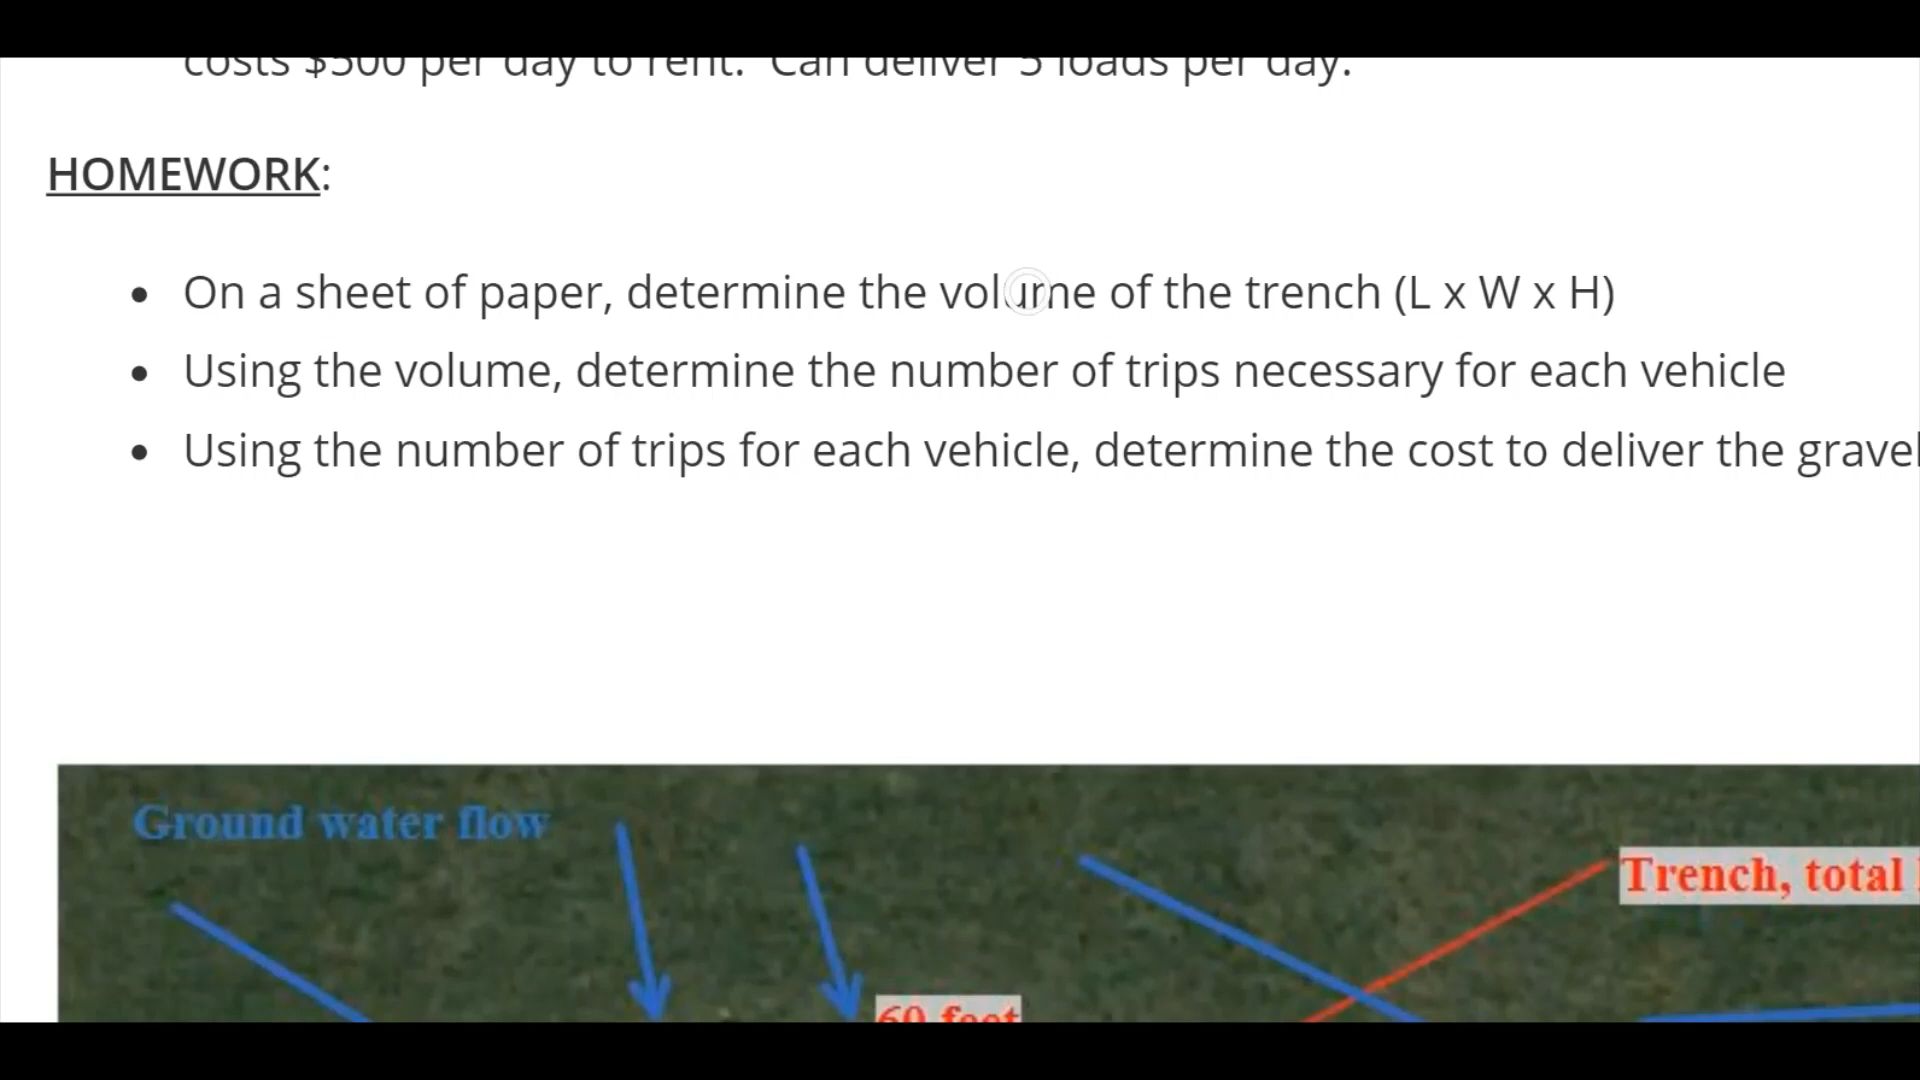 costs $500 per day to rent. Can deliver 5 loads per day.
HOMEWORK:
• On a sheet of paper, determine the volume of the trench (L x W x H)
• Using the volume, determine the number of trips necessary for each vehicle
• Using the number of trips for each vehicle, determine the cost to deliver the gravel
Ground water flow
Trench, total
60 feet